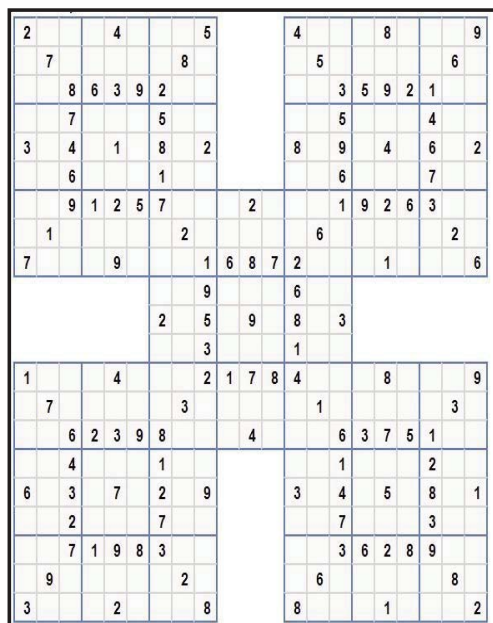 2 4 5 4 8 9
7 8 5 6
8 6 3 9 2 3 5 9 2 1
7 5 5 4
3 4 1 8 2 8 9 4 6 2
6 1 6 7
9 1 2 5 7 2 1 9 2 6 3
1 2 6 2
7 9 1 6 8 7 2 1 6
9 6
2 5 9 8 3
3 1
1 4 2 1 7 8 4 8 9
7 3 1 3
6 2 3 9 8 4 6 3 7 5 1
4 1 1 2
6 3 7 2 9 3 4 5 8 1
2 7 7 3
7 1 9 8 3 3 6 2 8 9
9 2 6 8
3 2 8 8 1 2